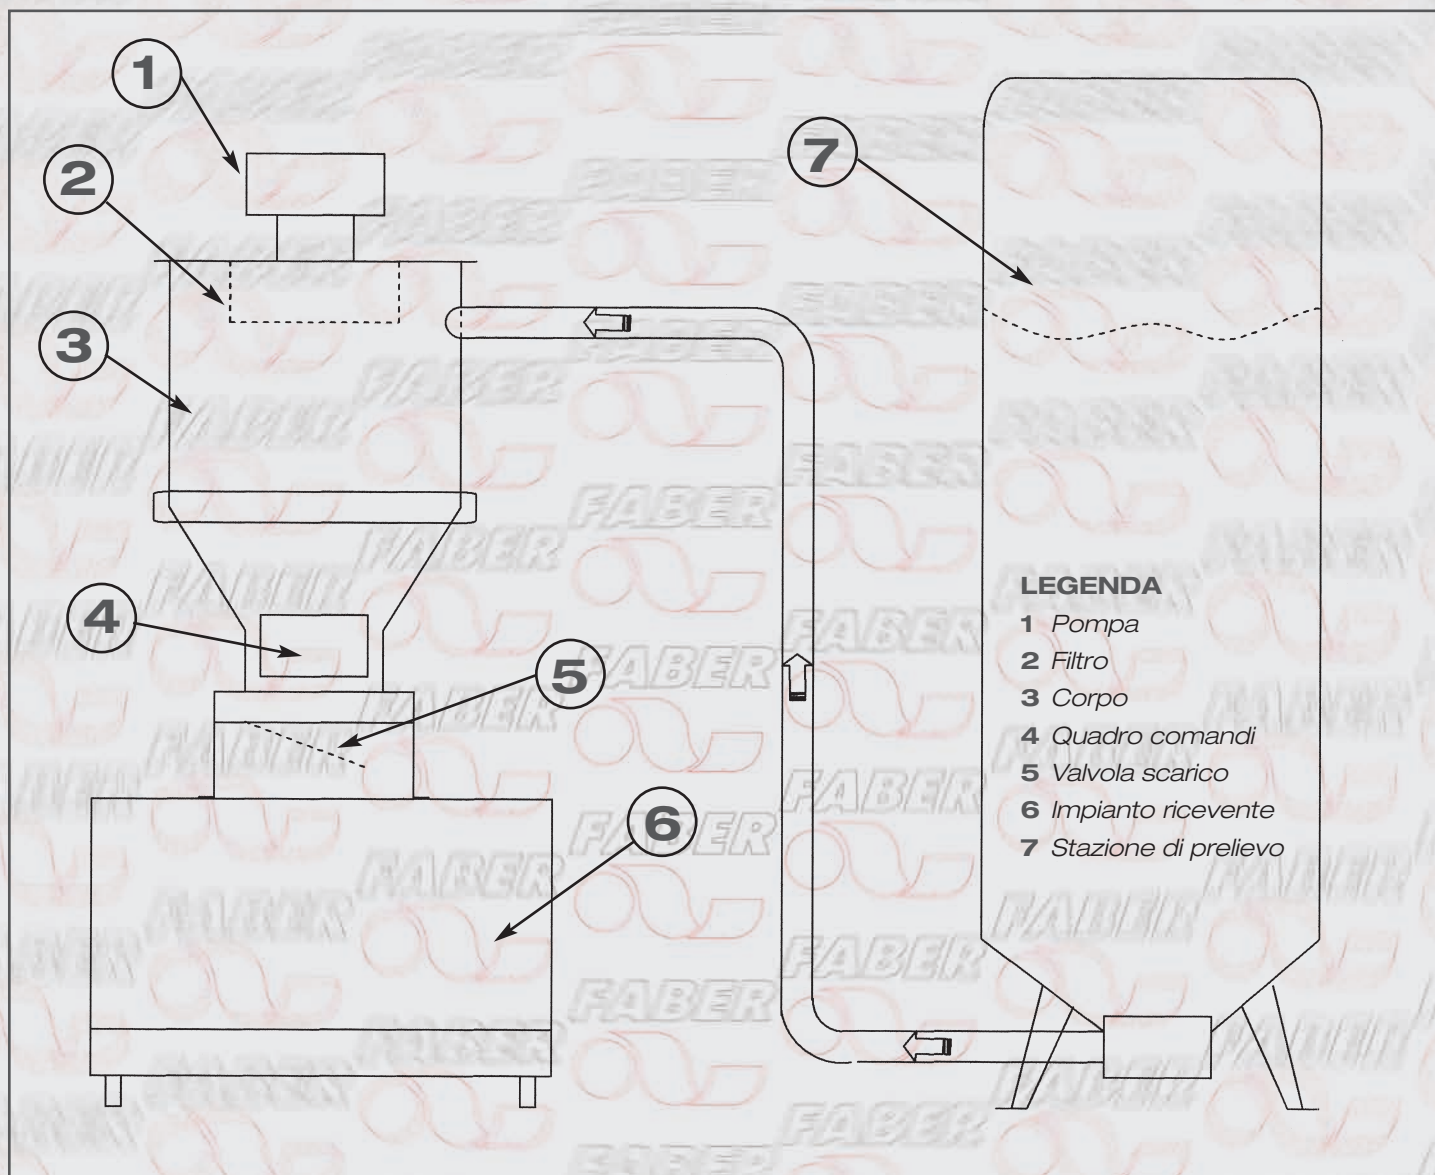 1
2
7
3
4
5
6
LEGENDA
1 Pompa
2 Filtro
3 Corpo
4 Quadro comandi
5 Valvola scarico
6 Impianto ricevente
7 Stazione di prelievo
FABER